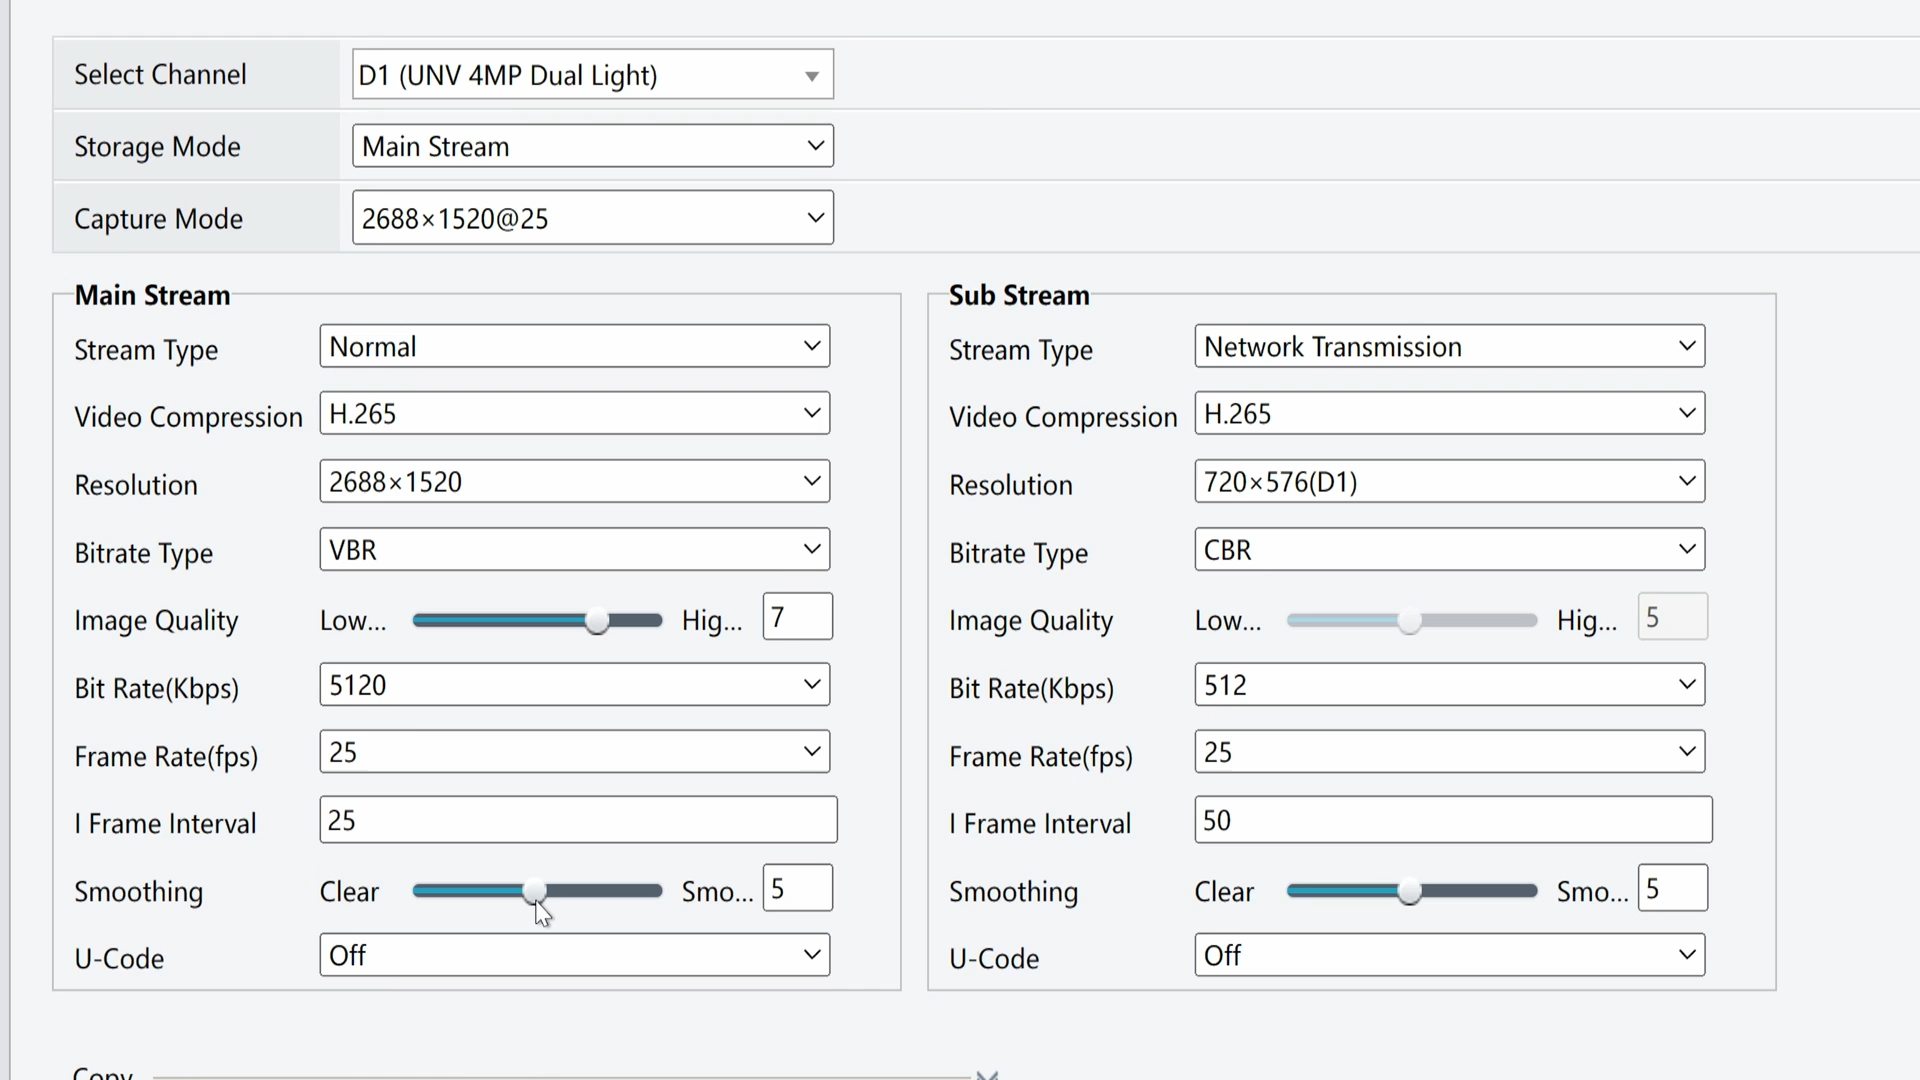 Select Channel D1 (UNV 4MP Dual Light)
Storage Mode Main Stream
Capture Mode 2688×1520@25
Main Stream
Stream Type Normal
Video Compression H.265
Resolution 2688×1520
Bitrate Type VBR
Image Quality Low... Hig... 7
Bit Rate(Kbps) 5120
Frame Rate(fps) 25
I Frame Interval 25
Smoothing Clear Smo... 5
U-Code Off
Sub Stream
Stream Type Network Transmission
Video Compression H.265
Resolution 720×576(D1)
Bitrate Type CBR
Image Quality Low... Hig... 5
Bit Rate(Kbps) 512
Frame Rate(fps) 25
I Frame Interval 50
Smoothing Clear Smo... 5
U-Code Off
Copy